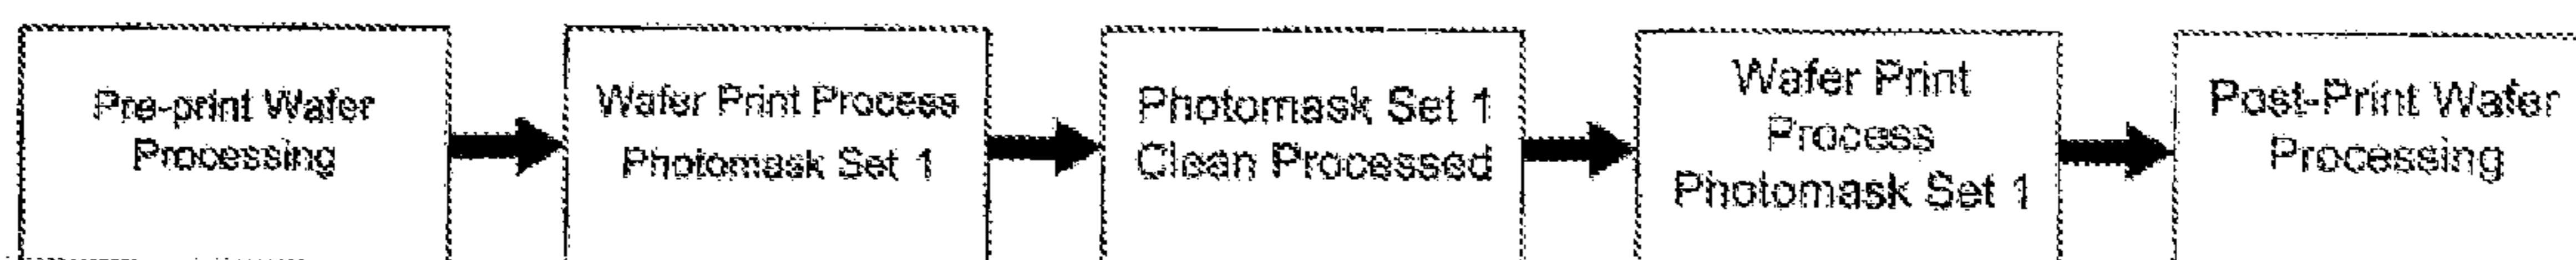 Pre-print Wafer
Processing
Wafer Print Process
Photomask Set 1
Photomask Set 1
Clean Processed
Wafer Print
Process
Photomask Set 1
Post-Print Wafer
Processing